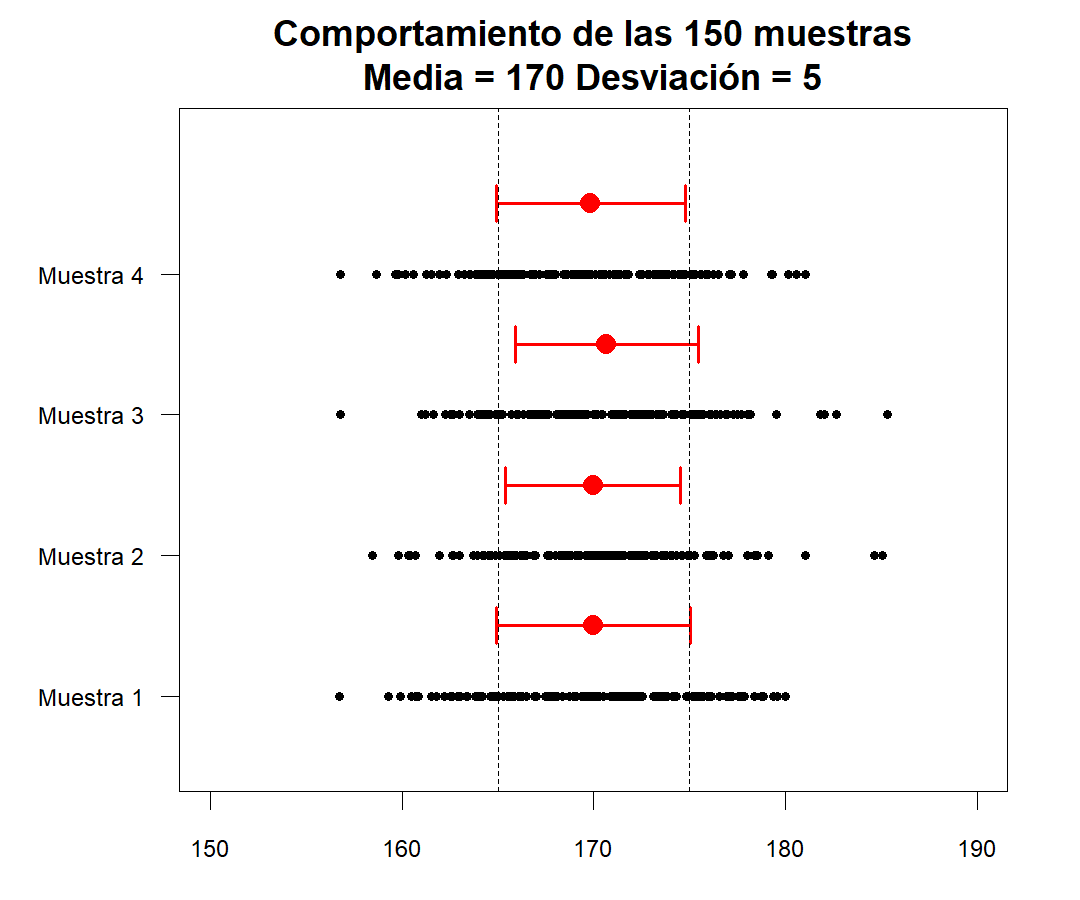 Comportamiento de las 150 muestras
Media = 170 Desviación = 5
Muestra 4
Muestra 3
Muestra 2
Muestra 1
150 160 170 180 190